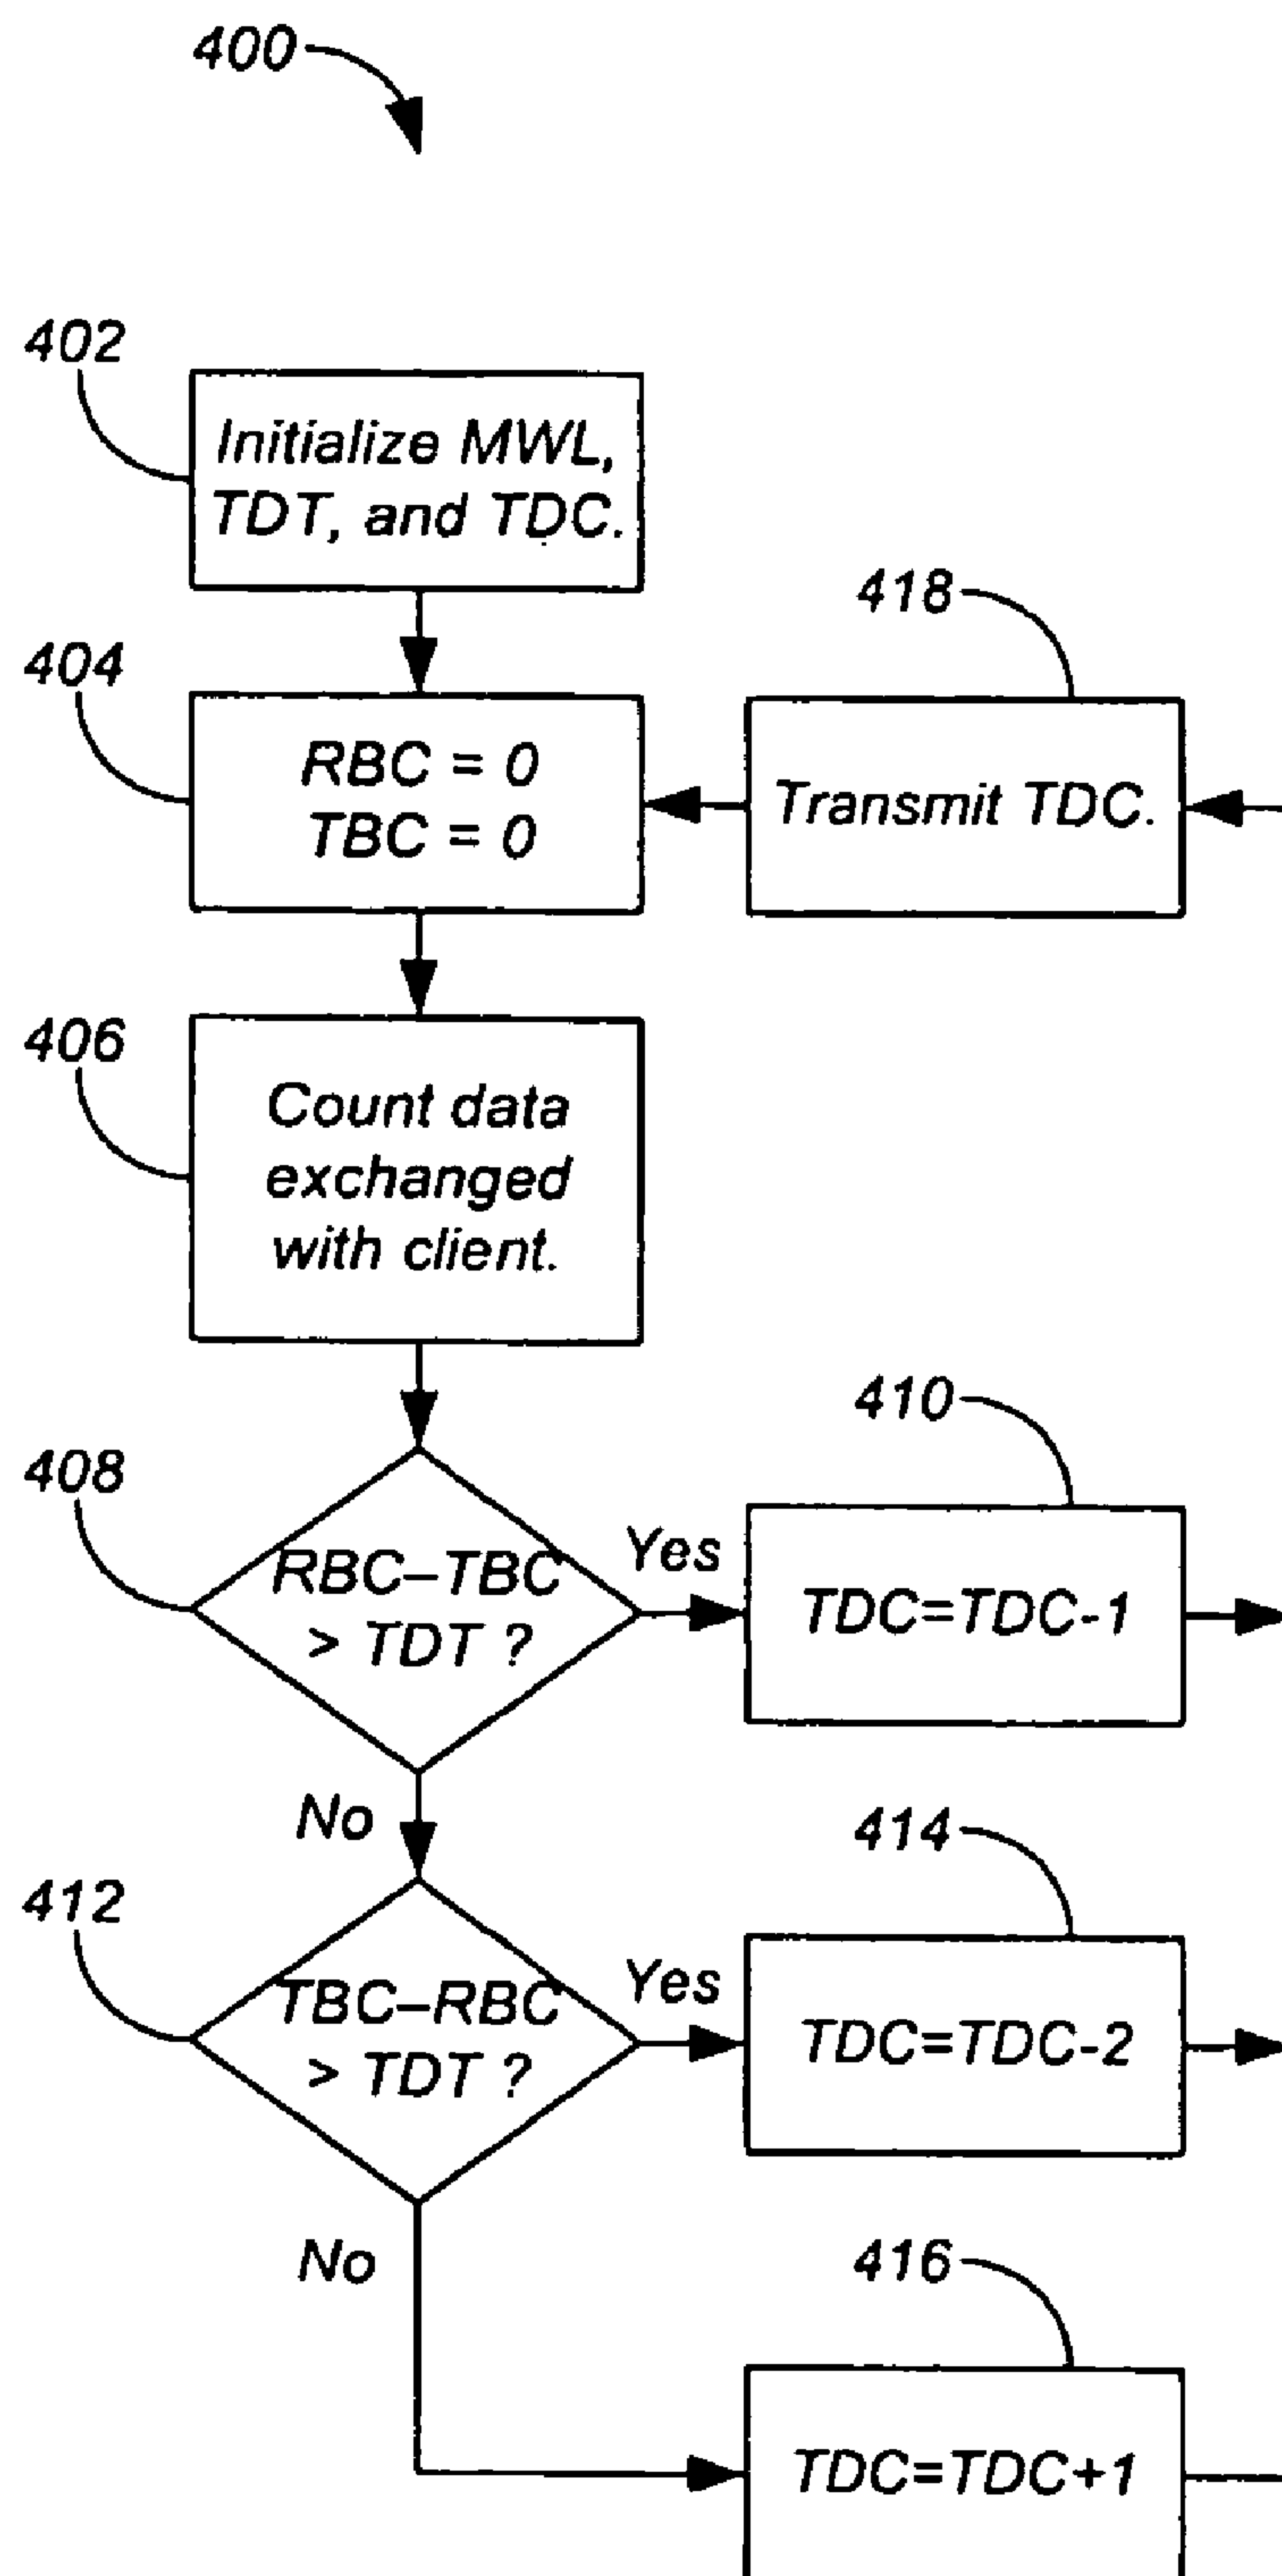 400
402
Initialize MWL,
TDT, and TDC.
418
404
RBC = 0
TBC = 0
Transmit TDC.
406
Count data
exchanged
with client.
410
408
RBC–TBC
> TDT ?
Yes
TDC=TDC-1
No
414
412
TBC–RBC
> TDT ?
Yes
TDC=TDC-2
No
416
TDC=TDC+1